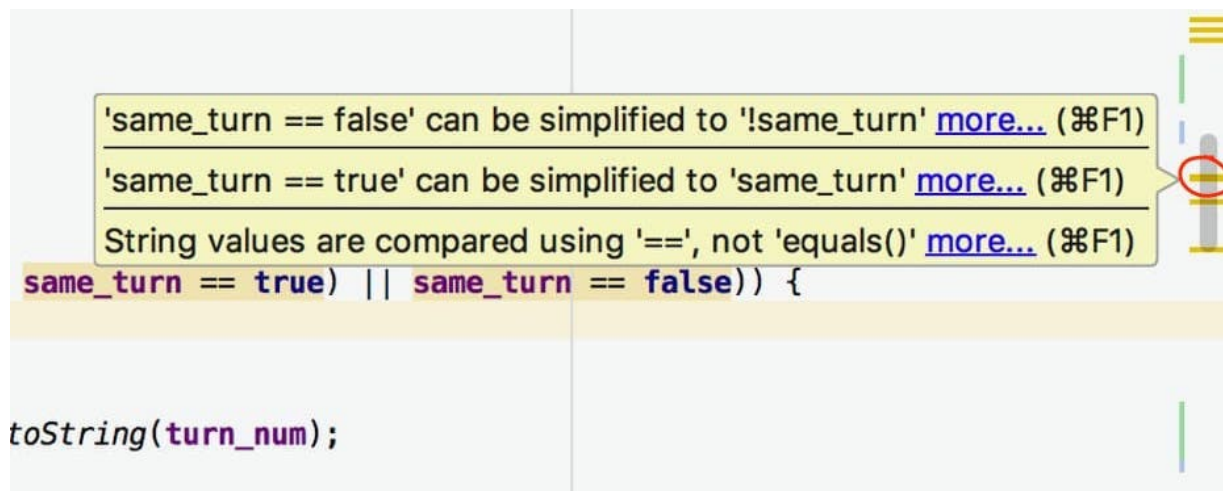 'same_turn == false' can be simplified to '!same_turn' more... (⌘F1)
'same_turn == true' can be simplified to 'same_turn' more... (⌘F1)
String values are compared using '==', not 'equals()' more... (⌘F1)
same_turn == true) || same_turn == false)) {
toString(turn_num);